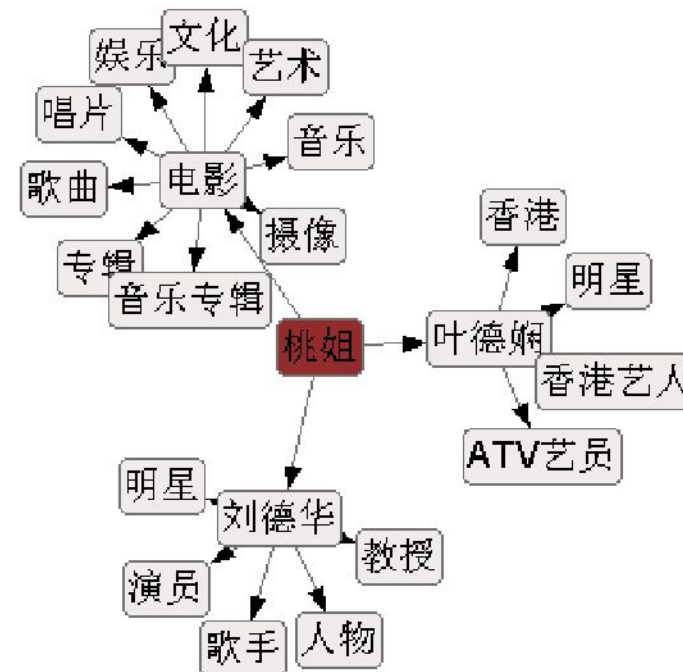 文化
娱乐
艺术
唱片
音乐
电影
歌曲
香港
摄像
专辑
明星
音乐专辑
桃姐
叶德娴
香港艺人
ATV艺员
明星
刘德华
教授
演员
人物
歌手